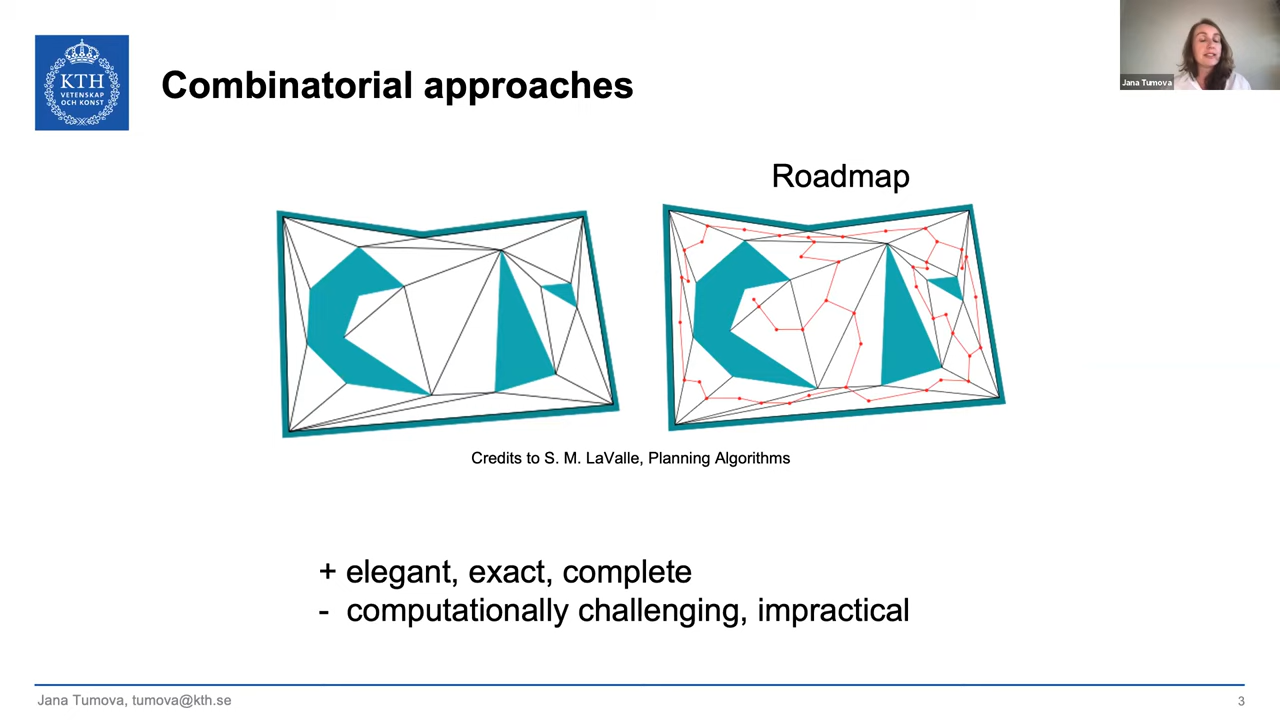 KTH
VETENSKAP
OCH KONST
Combinatorial approaches
Jana Tumova
Roadmap
Credits to S. M. LaValle, Planning Algorithms
+ elegant, exact, complete
- computationally challenging, impractical
Jana Tumova, tumova@kth.se
3